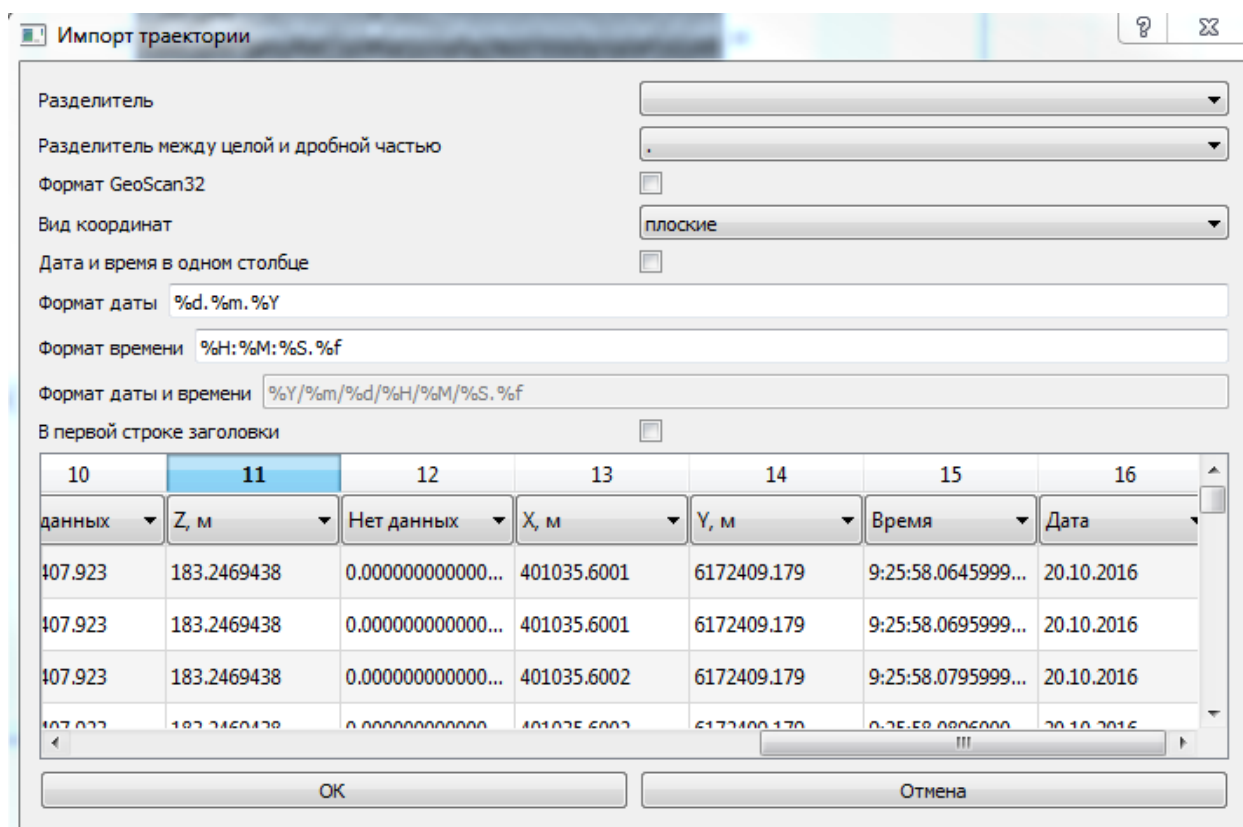 Импорт траектории
Разделитель
Разделитель между целой и дробной частью .
Формат GeoScan32
Вид координат плоские
Дата и время в одном столбце
Формат даты %d.%m.%Y
Формат времени %H:%M:%S.%f
Формат даты и времени %Y/%m/%d/%H/%M/%S.%f
В первой строке заголовки
10 11 12 13 14 15 16
данных Z, м Нет данных X, м Y, м Время Дата
407.923 183.2469438 0.000000000000... 401035.6001 6172409.179 9:25:58.0645999... 20.10.2016
407.923 183.2469438 0.000000000000... 401035.6001 6172409.179 9:25:58.0695999... 20.10.2016
407.923 183.2469438 0.000000000000... 401035.6002 6172409.179 9:25:58.0795999... 20.10.2016
OK Отмена